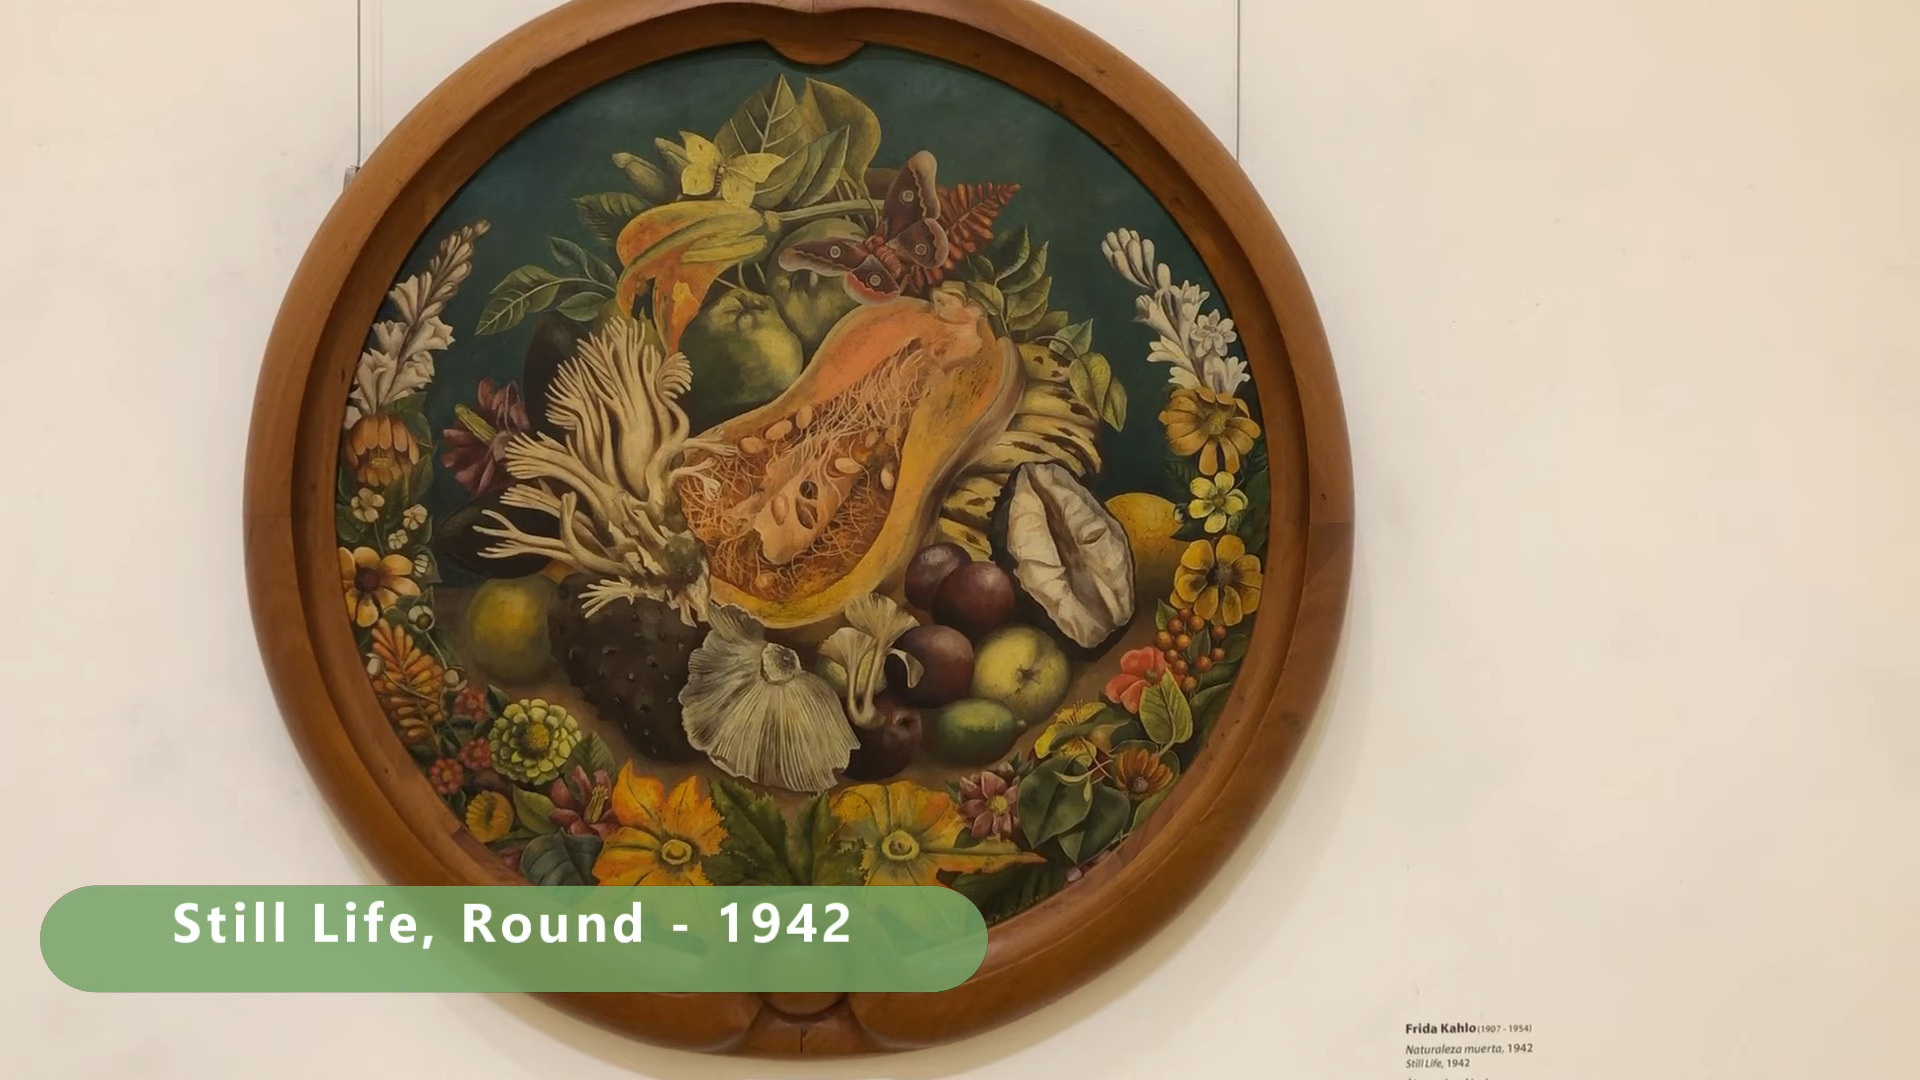 Still Life, Round - 1942
Frida Kahlo (1907 - 1954)
Naturaleza muerta, 1942
Still Life, 1942